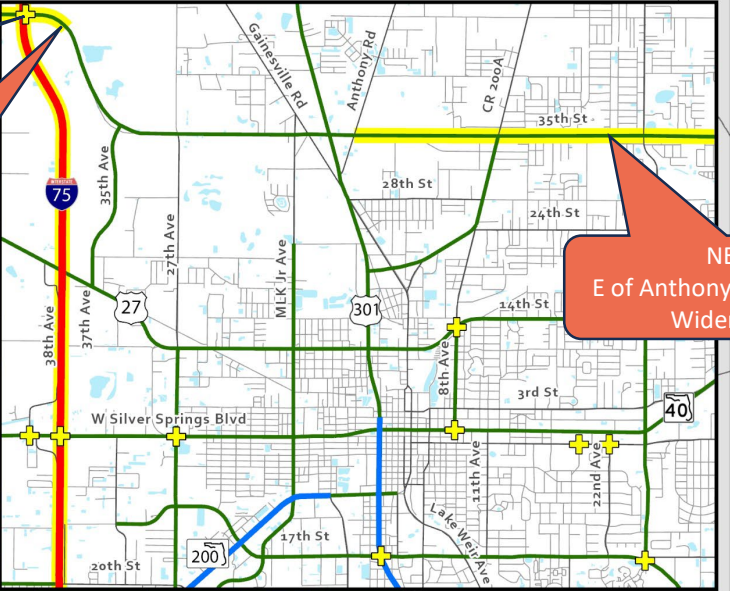 Gainesville Rd
Anthony Rd
CR 200A
35th St
35th Ave
INTERSTATE
75
28th St
24th St
27th Ave
MLK Jr Ave
NE
E of Anthony
Widen
27
301
14th St
38th Ave
37th Ave
8th Ave
3rd St
W Silver Springs Blvd
40
11th Ave
22nd Ave
Lake Weir Ave
200
17th St
20th St